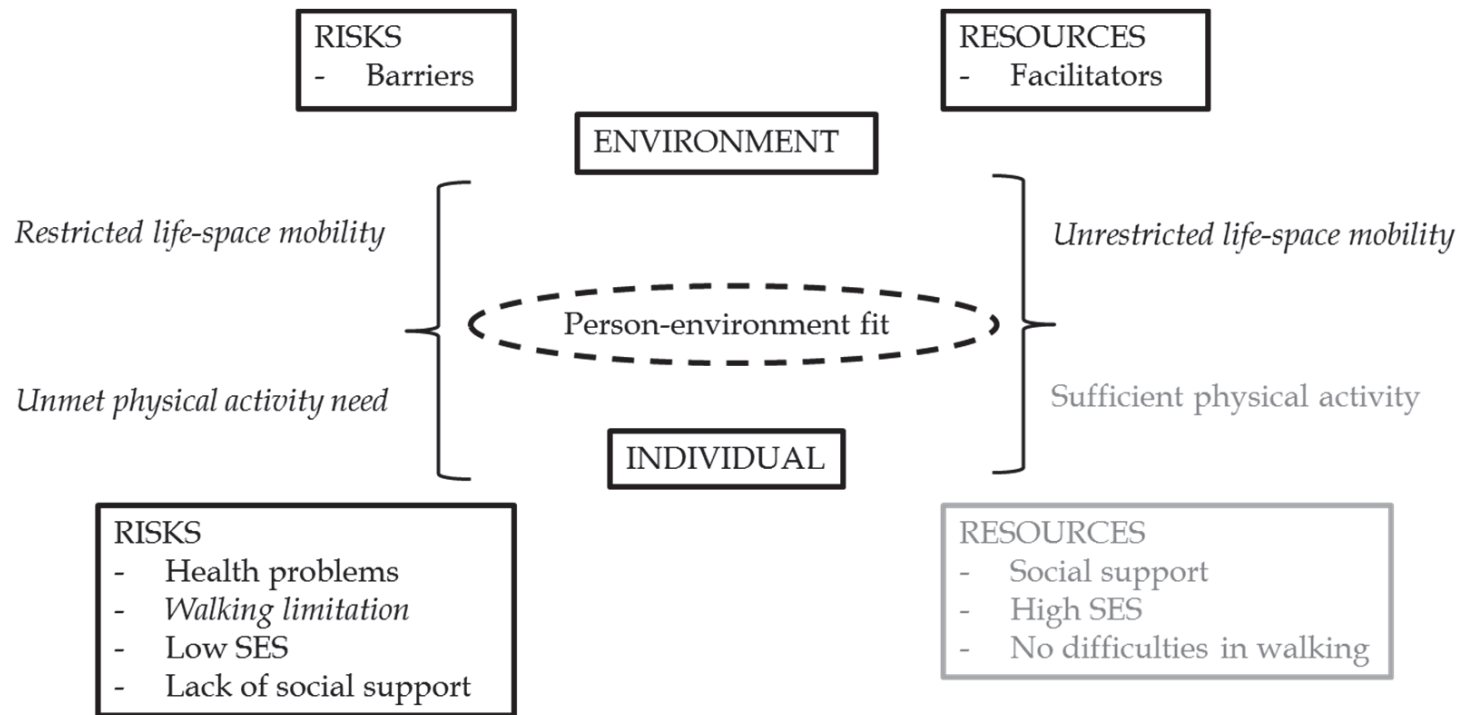 RISKS
- Barriers
RESOURCES
- Facilitators
ENVIRONMENT
Restricted life-space mobility
Unrestricted life-space mobility
Person-environment fit
Unmet physical activity need
Sufficient physical activity
INDIVIDUAL
RISKS
- Health problems
- Walking limitation
- Low SES
- Lack of social support
RESOURCES
- Social support
- High SES
- No difficulties in walking